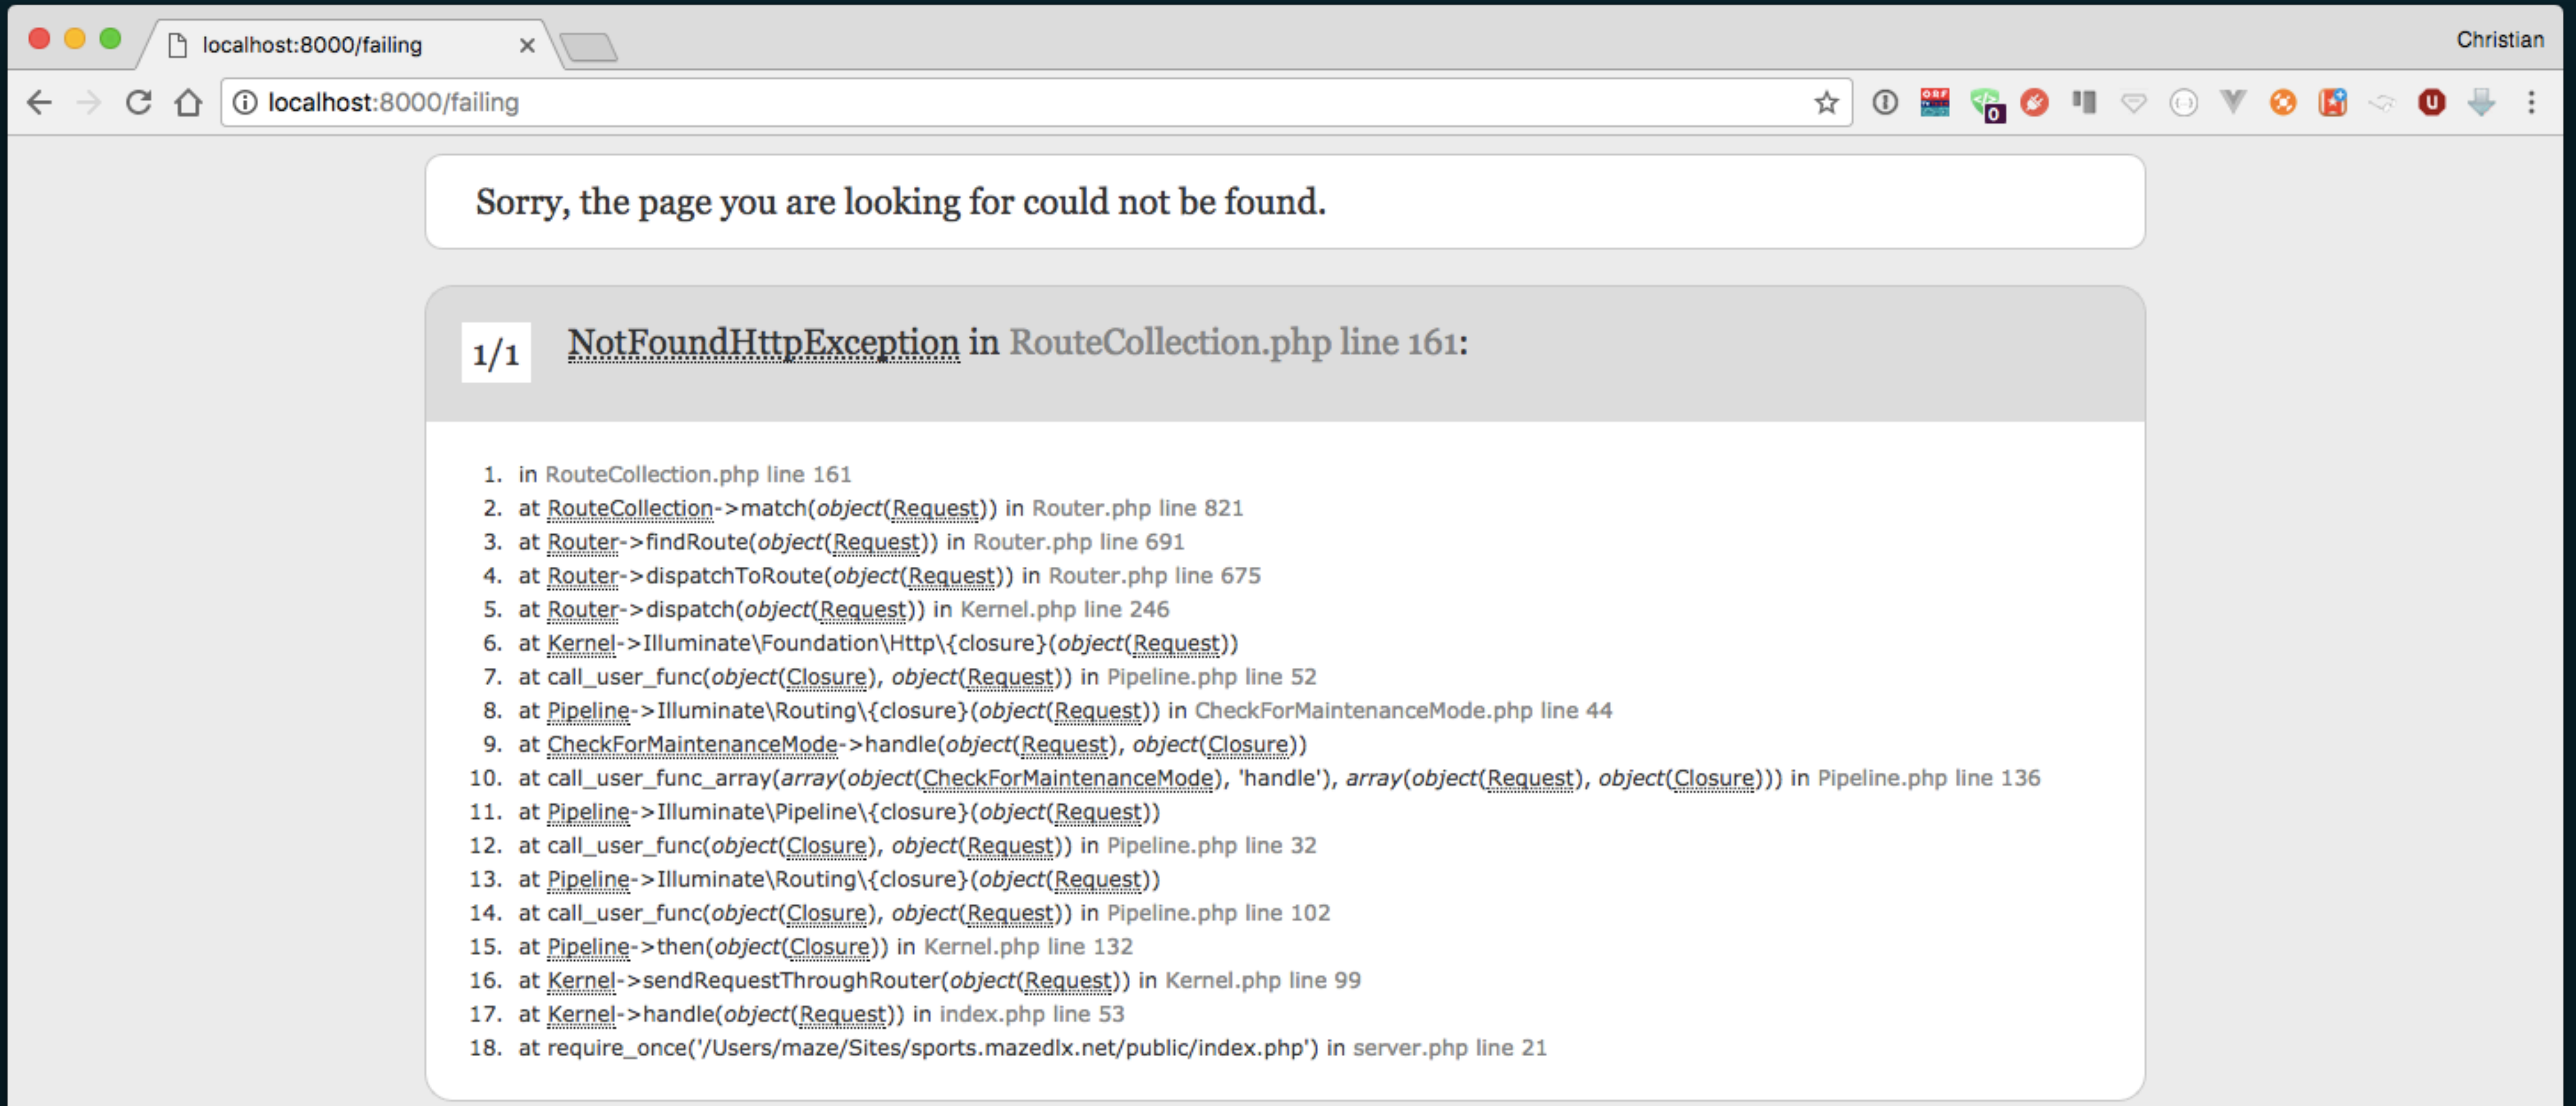 localhost:8000/failing
Christian
localhost:8000/failing
ORF
0
U
Sorry, the page you are looking for could not be found.
1/1 NotFoundHttpException in RouteCollection.php line 161:
1. in RouteCollection.php line 161
2. at RouteCollection->match(object(Request)) in Router.php line 821
3. at Router->findRoute(object(Request)) in Router.php line 691
4. at Router->dispatchToRoute(object(Request)) in Router.php line 675
5. at Router->dispatch(object(Request)) in Kernel.php line 246
6. at Kernel->Illuminate\Foundation\Http\{closure}(object(Request))
7. at call_user_func(object(Closure), object(Request)) in Pipeline.php line 52
8. at Pipeline->Illuminate\Routing\{closure}(object(Request)) in CheckForMaintenanceMode.php line 44
9. at CheckForMaintenanceMode->handle(object(Request), object(Closure))
10. at call_user_func_array(array(object(CheckForMaintenanceMode), 'handle'), array(object(Request), object(Closure))) in Pipeline.php line 136
11. at Pipeline->Illuminate\Pipeline\{closure}(object(Request))
12. at call_user_func(object(Closure), object(Request)) in Pipeline.php line 32
13. at Pipeline->Illuminate\Routing\{closure}(object(Request))
14. at call_user_func(object(Closure), object(Request)) in Pipeline.php line 102
15. at Pipeline->then(object(Closure)) in Kernel.php line 132
16. at Kernel->sendRequestThroughRouter(object(Request)) in Kernel.php line 99
17. at Kernel->handle(object(Request)) in index.php line 53
18. at require_once('/Users/maze/Sites/sports.mazedlx.net/public/index.php') in server.php line 21